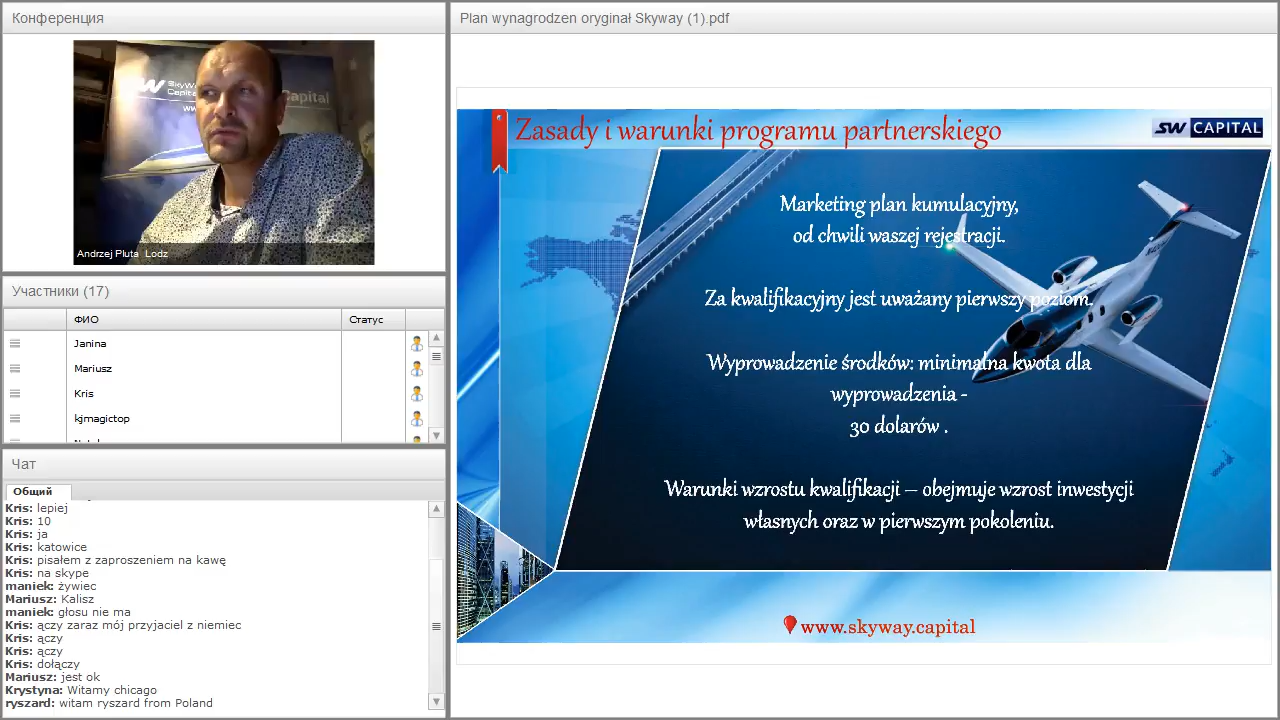 Конференция
SkyWay
Capital
Capital
Andrzej Pluta Lodz
Участники (17)
ФИО
Статус
Janina
Mariusz
Kris
kjmagictop
Чат
Общий
Kris: lepiej
Kris: 10
Kris: ja
Kris: katowice
Kris: pisałem z zaproszeniem na kawę
Kris: na skype
maniek: żywiec
Mariusz: Kalisz
maniek: głosu nie ma
Kris: ączy zaraz mój przyjaciel z niemiec
Kris: ączy
Kris: ączy
Kris: dołączy
Mariusz: jest ok
Krystyna: Witamy chicago
ryszard: witam ryszard from Poland
Plan wynagrodzen oryginał Skyway (1).pdf
Zasady i warunki programu partnerskiego
SW CAPITAL
Marketing plan kumulacyjny,
od chwili waszej rejestracji.
Za kwalifikacyjny jest uważany pierwszy poziom.
Wyprowadzenie środków: minimalna kwota dla
wyprowadzenia -
30 dolarów .
Warunki wzrostu kwalifikacji – obejmuje wzrost inwestycji
własnych oraz w pierwszym pokoleniu.
www.skyway.capital